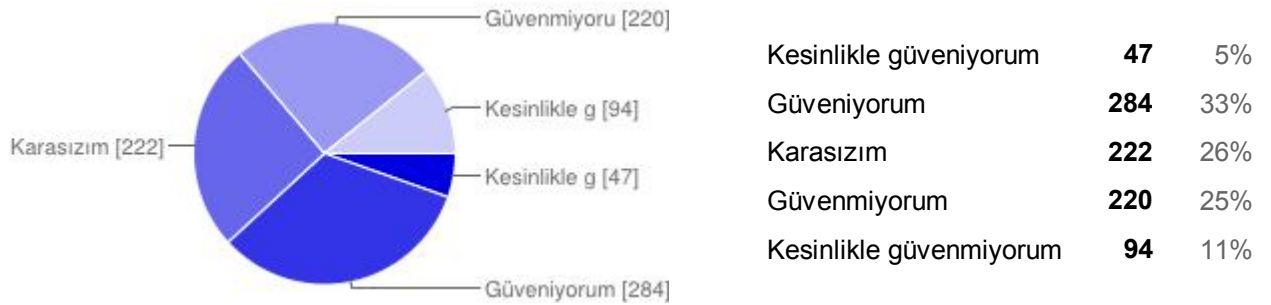 Güvenmiyoru [220]
Kesinlikle g [94]
Karasızım [222]
Kesinlikle g [47]
Güveniyorum [284]
Kesinlikle güveniyorum 47 5%
Güveniyorum 284 33%
Karasızım 222 26%
Güvenmiyorum 220 25%
Kesinlikle güvenmiyorum 94 11%